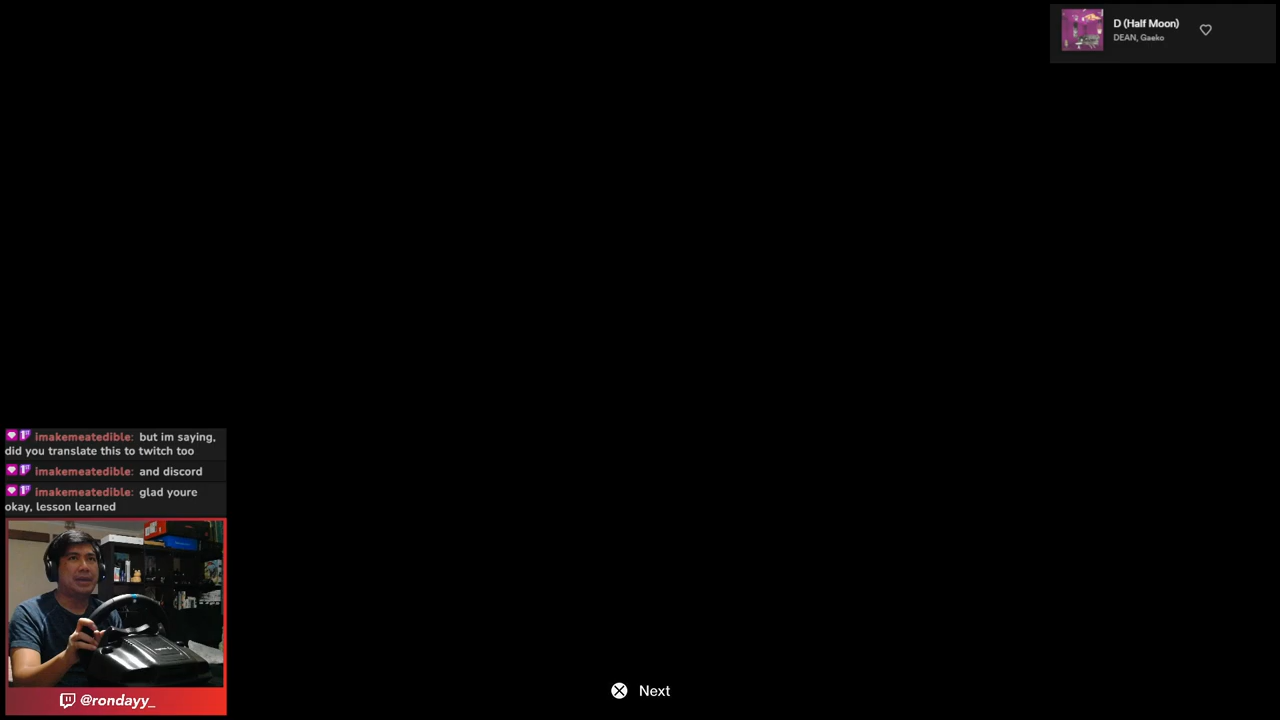 D (Half Moon)
DEAN, Gaeko
imakemeatedible: but im saying,
did you translate this to twitch too
imakemeatedible: and discord
imakemeatedible: glad youre
okay, lesson learned
@rondayy_
Next